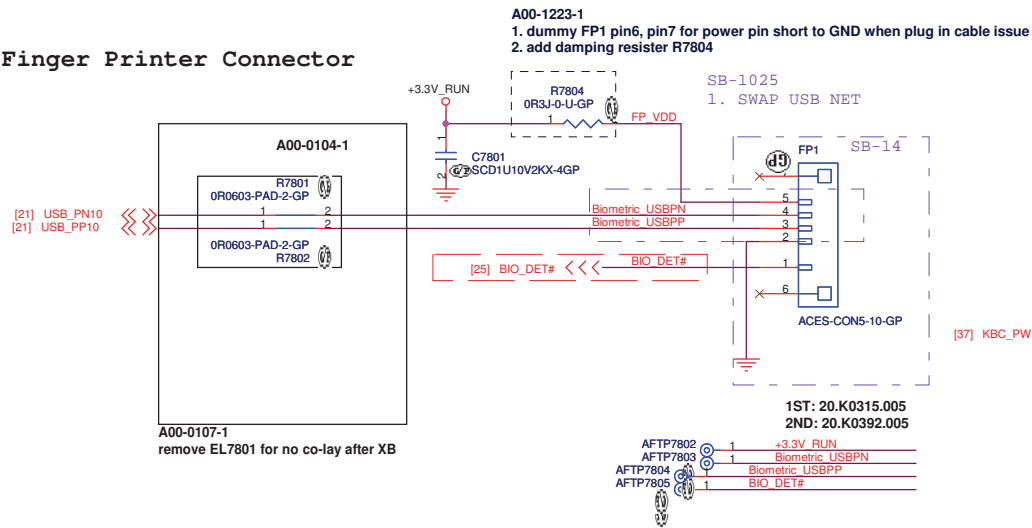 A00-1223-1
1. dummy FP1 pin6, pin7 for power pin short to GND when plug in cable issue
2. add damping resister R7804
Finger Printer Connector
SB-1025
1. SWAP USB NET
+3.3V_RUN
R7804
0R3J-0-U-GP
1
FP_VDD
A00-0104-1
1
2
C7801
SCD1U10V2KX-4GP
FP1
SB-14
GP
R7801
0R0603-PAD-2-GP
5
[21] USB_PN10
1
2
Biometric_USBPN
4
[21] USB_PP10
1
2
Biometric_USBPP
3
0R0603-PAD-2-GP
R7802
2
[25] BIO_DET#
BIO_DET#
1
6
ACES-CON5-10-GP
[37] KBC_PW
1ST: 20.K0315.005
2ND: 20.K0392.005
A00-0107-1
remove EL7801 for no co-lay after XB
AFTP7802
1
+3.3V_RUN
AFTP7803
1
Biometric_USBPN
AFTP7804
1
Biometric_USBPP
AFTP7805
1
BIO_DET#